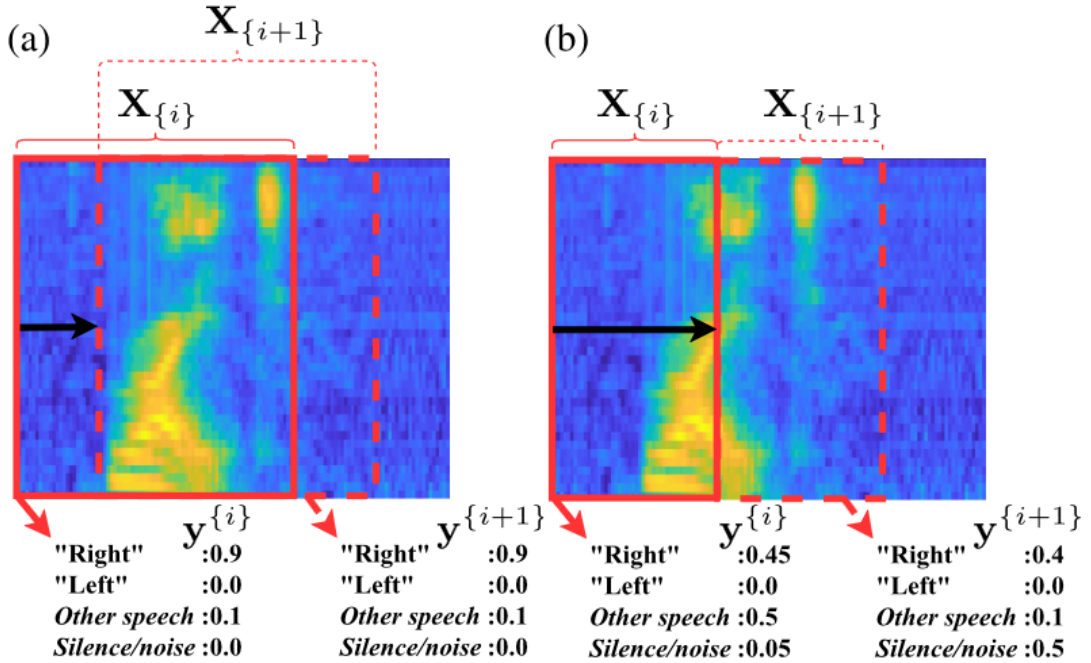 (a)
X{i+1}
X{i}
y{i}
"Right" :0.9
"Left" :0.0
Other speech :0.1
Silence/noise :0.0
y{i+1}
"Right" :0.9
"Left" :0.0
Other speech :0.1
Silence/noise :0.0
(b)
X{i}
X{i+1}
y{i}
"Right" :0.45
"Left" :0.0
Other speech :0.5
Silence/noise :0.05
y{i+1}
"Right" :0.4
"Left" :0.0
Other speech :0.1
Silence/noise :0.5